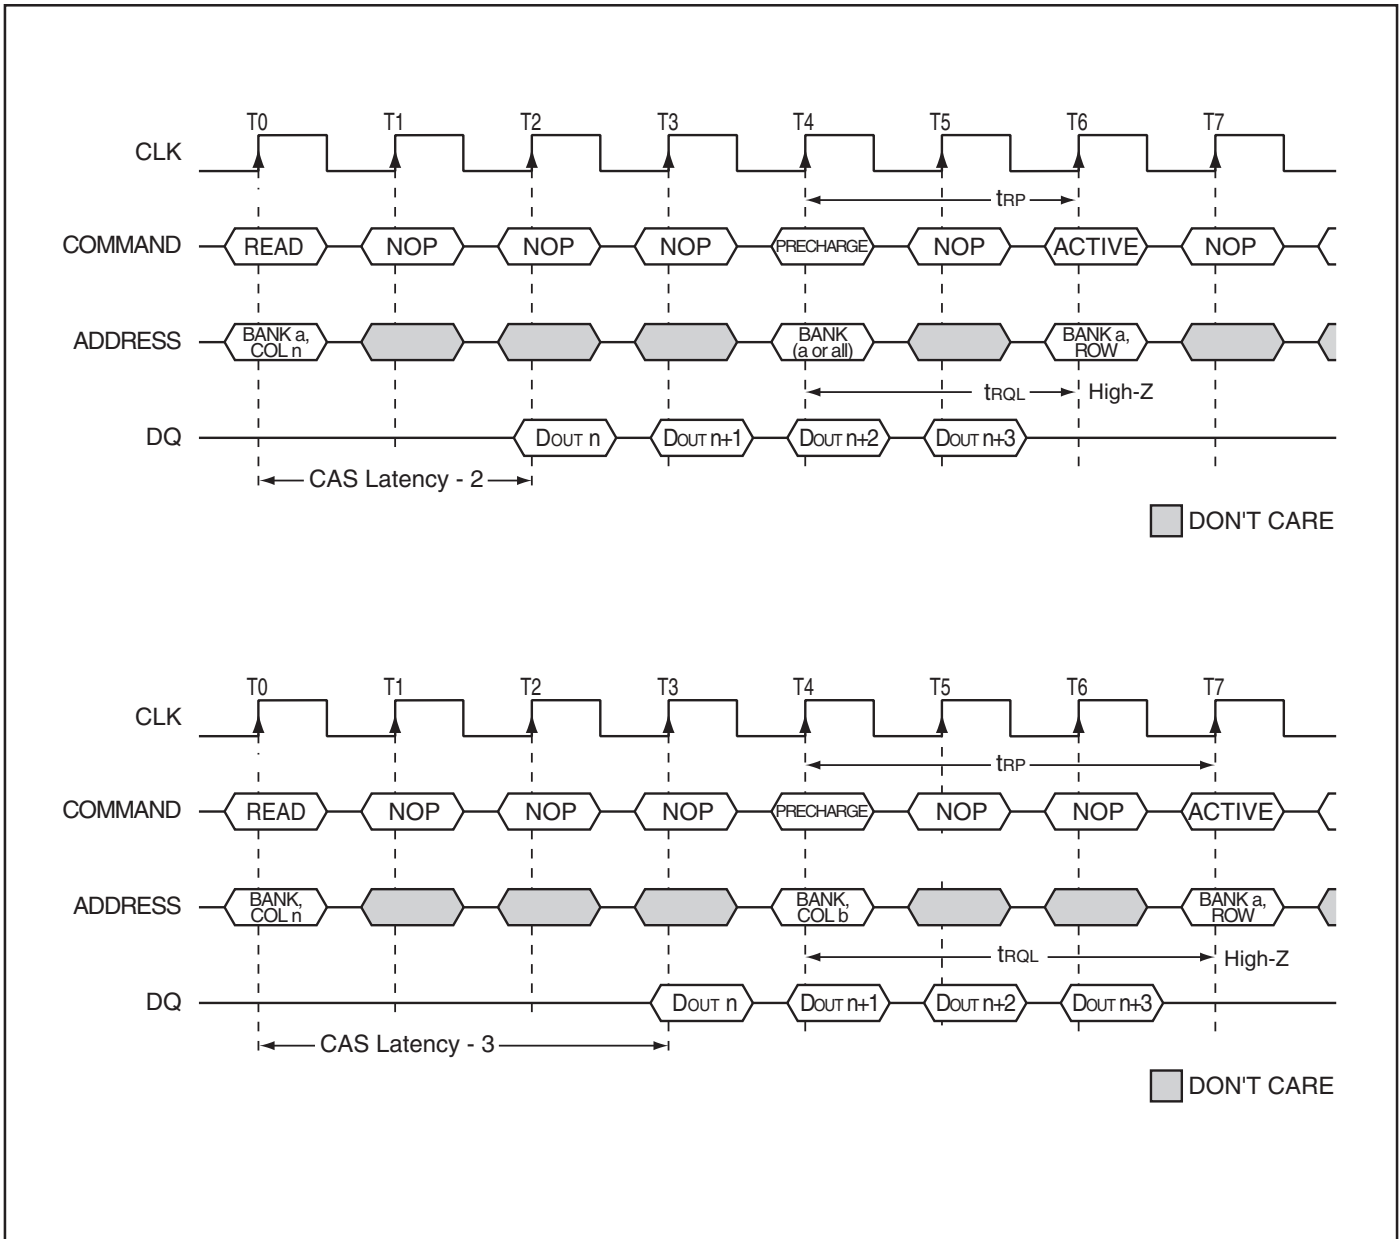 T0 T1 T2 T3 T4 T5 T6 T7
CLK
tRP
COMMAND READ NOP NOP NOP PRECHARGE NOP ACTIVE NOP
ADDRESS BANK a, COL n BANK (a or all) BANK a, ROW
tRQL High-Z
DQ DOUT n DOUT n+1 DOUT n+2 DOUT n+3
CAS Latency - 2
DON'T CARE
T0 T1 T2 T3 T4 T5 T6 T7
CLK
tRP
COMMAND READ NOP NOP NOP PRECHARGE NOP NOP ACTIVE
ADDRESS BANK, COL n BANK, COL b BANK a, ROW
tRQL High-Z
DQ DOUT n DOUT n+1 DOUT n+2 DOUT n+3
CAS Latency - 3
DON'T CARE